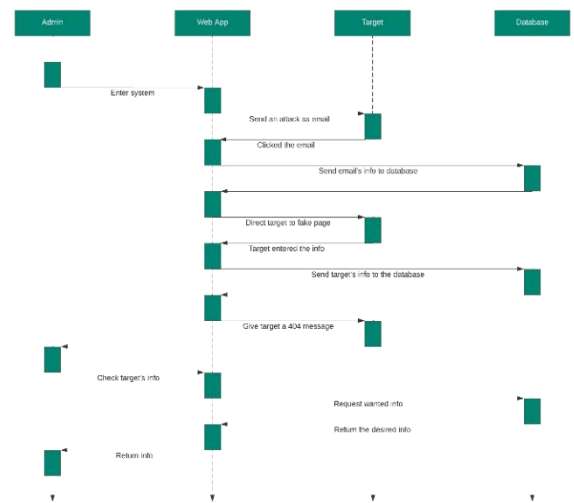 Admin
Web App
Target
Database
Enter system
Send an attack as email
Clicked the email
Send email's info to database
Direct target to fake page
Target entered the info
Send target's info to the database
Give target a 404 message
Check target's info
Request wanted info
Return the desired info
Return info